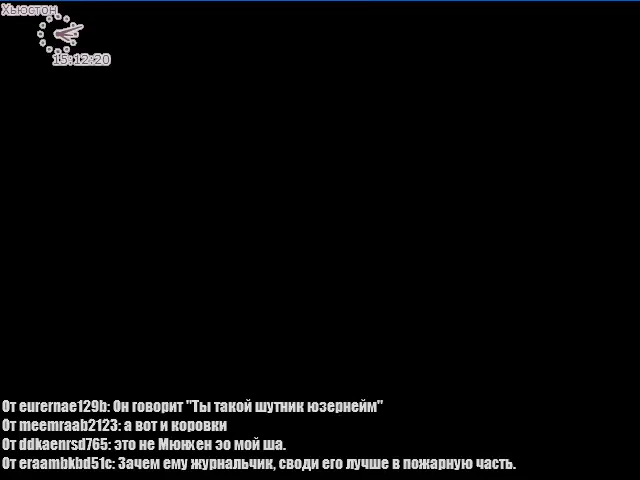 Хьюстон
15:12:20
От eurernae129b: Он говорит "Ты такой шутник юзернейм"
От meemraab2123: а вот и коровки
От ddkaenrsd765: это не Мюнхен эо мой ша.
От eraambkbd51c: Зачем ему журнальчик, своди его лучше в пожарную часть.